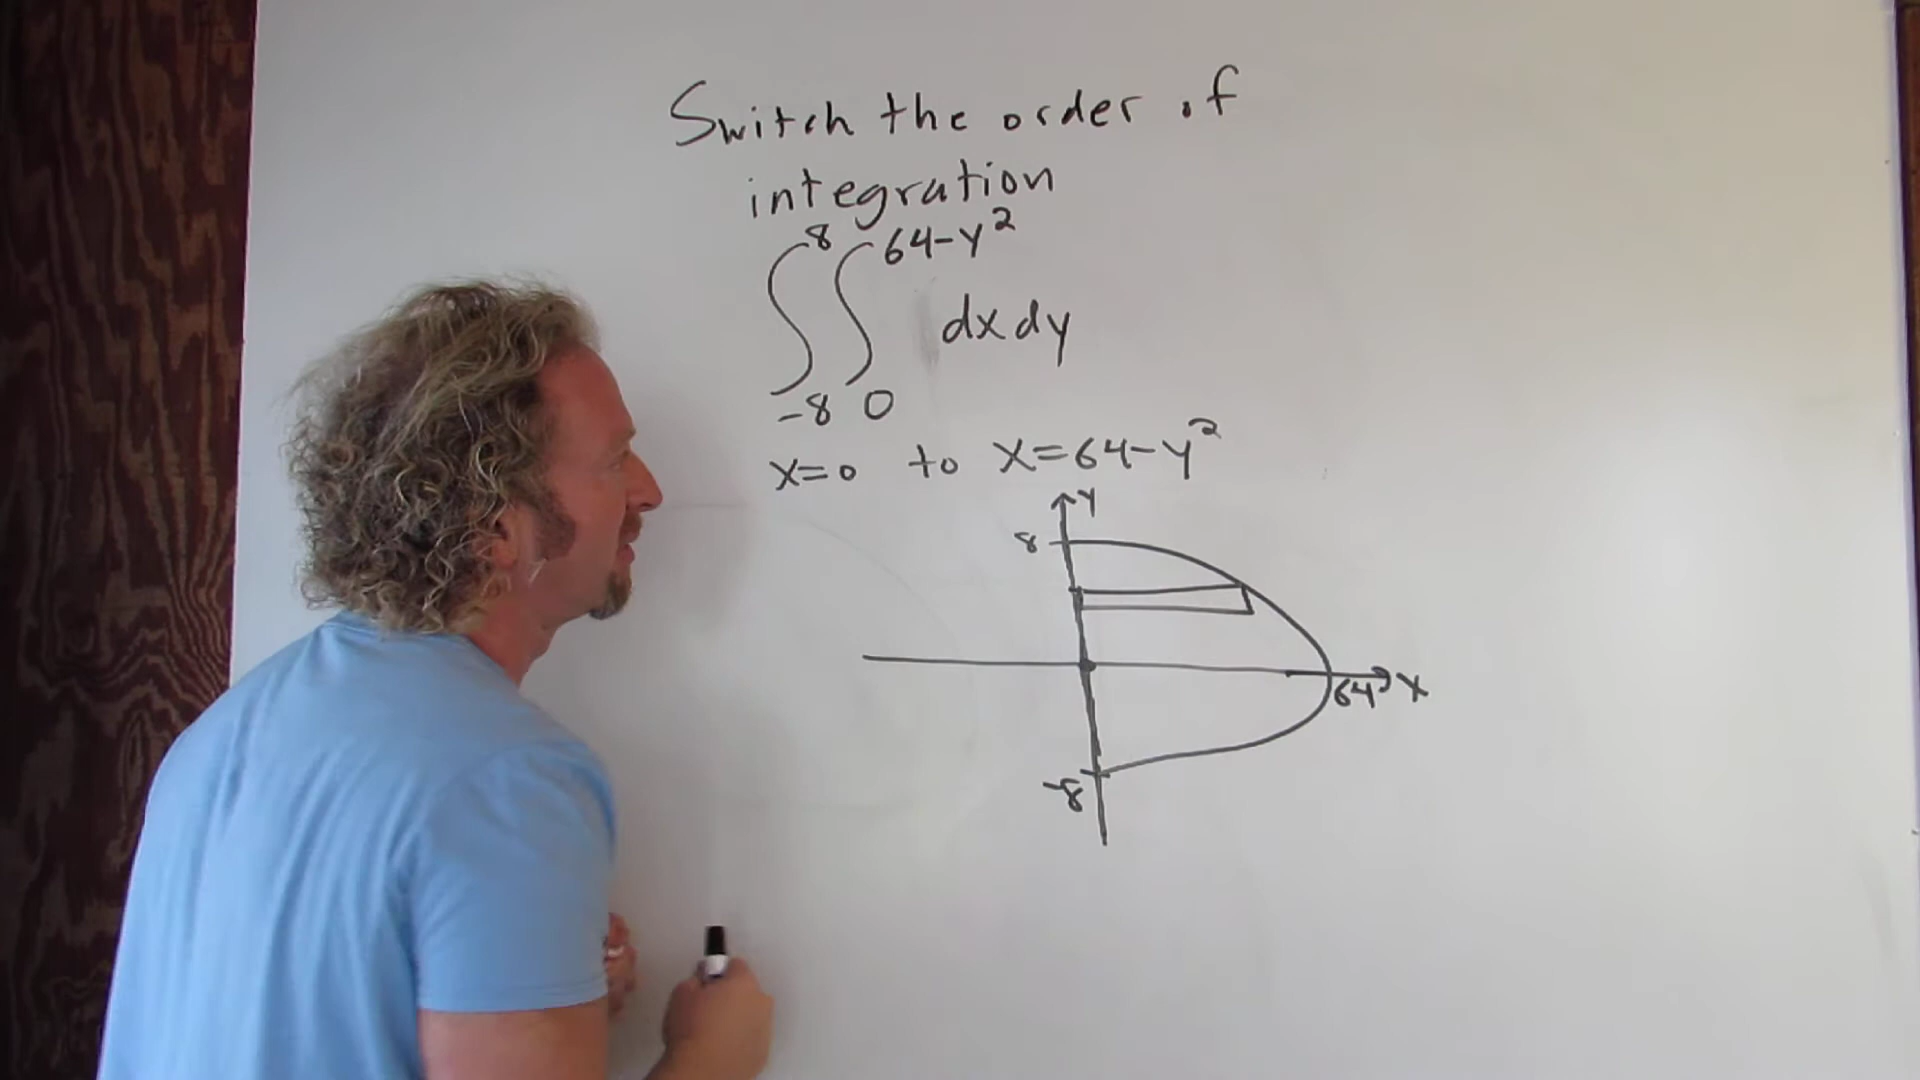 Switch the order of
integration
∫ 8 ∫ 64-y²
dx dy
-8 0
x=0 to x=64-y²
y
8
64 x
-8